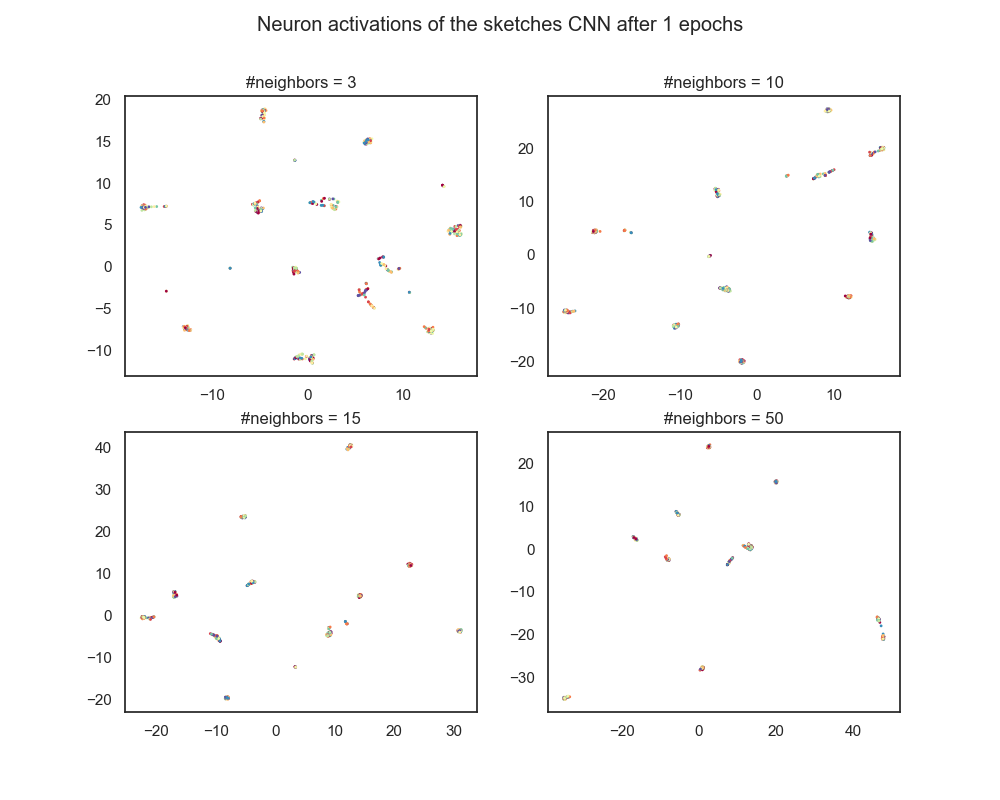 Neuron activations of the sketches CNN after 1 epochs
#neighbors = 3
20
15
10
5
0
−5
−10
−10 0 10
#neighbors = 10
20
10
0
−10
−20
−20 −10 0 10
#neighbors = 15
40
30
20
10
0
−10
−20
−20 −10 0 10 20 30
#neighbors = 50
20
10
0
−10
−20
−30
−20 0 20 40